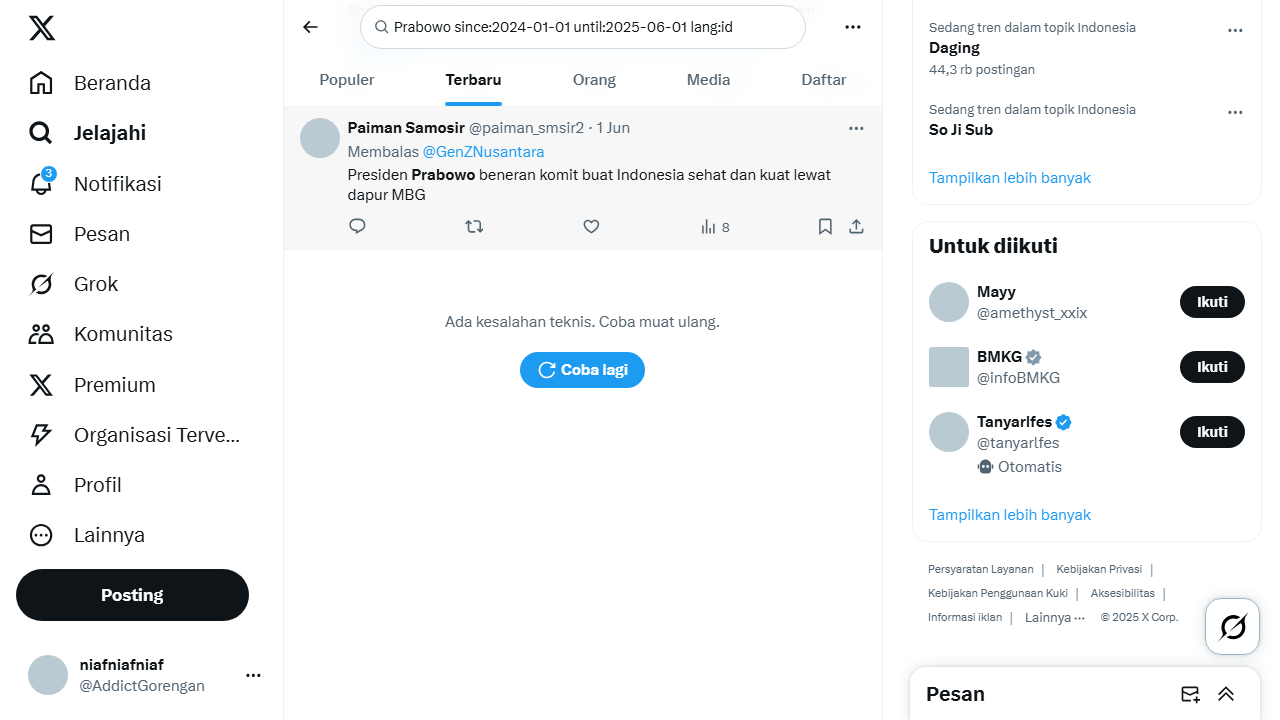 Beranda
Jelajahi
3
Notifikasi
Pesan
Grok
Komunitas
Premium
Organisasi Terve...
Profil
Lainnya
Posting
niafniafniaf
@AddictGorengan
Prabowo since:2024-01-01 until:2025-06-01 lang:id
Populer
Terbaru
Orang
Media
Daftar
Paiman Samosir @paiman_smsir2 · 1 Jun
Membalas @GenZNusantara
Presiden Prabowo beneran komit buat Indonesia sehat dan kuat lewat
dapur MBG
8
Ada kesalahan teknis. Coba muat ulang.
Coba lagi
Sedang tren dalam topik Indonesia
Daging
44,3 rb postingan
Sedang tren dalam topik Indonesia
So Ji Sub
Tampilkan lebih banyak
Untuk diikuti
Mayy
@amethyst_xxix
Ikuti
BMKG
@infoBMKG
Ikuti
Tanyarlfes
@tanyarlfes
Otomatis
Ikuti
Tampilkan lebih banyak
Persyaratan Layanan | Kebijakan Privasi |
Kebijakan Penggunaan Kuki | Aksesibilitas |
Informasi iklan | Lainnya ··· © 2025 X Corp.
Pesan